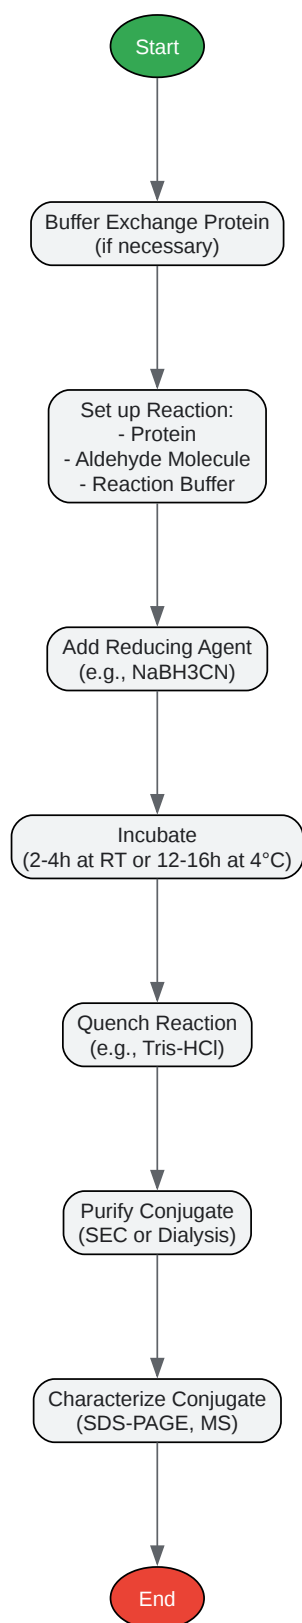 Start
Buffer Exchange Protein
(if necessary)
Set up Reaction:
- Protein
- Aldehyde Molecule
- Reaction Buffer
Add Reducing Agent
(e.g., NaBH3CN)
Incubate
(2-4h at RT or 12-16h at 4°C)
Quench Reaction
(e.g., Tris-HCl)
Purify Conjugate
(SEC or Dialysis)
Characterize Conjugate
(SDS-PAGE, MS)
End